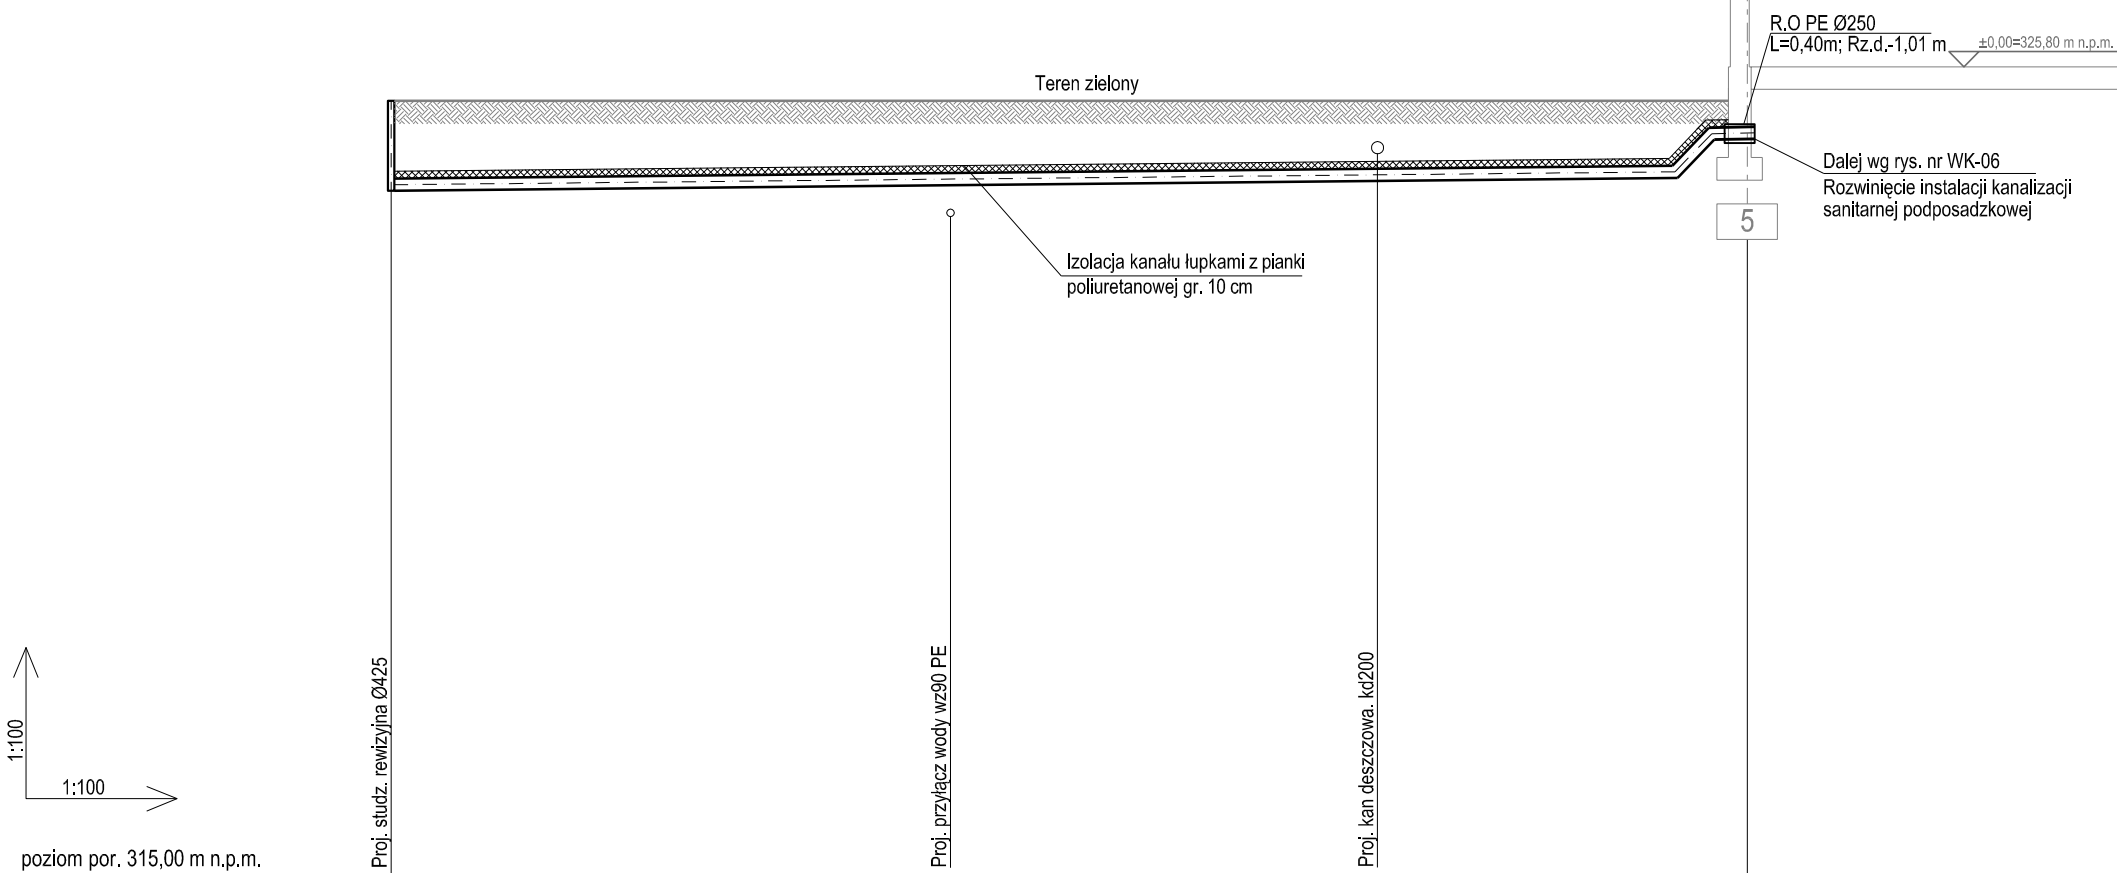 R.O PE Ø250
L=0,40m; Rz.d.-1,01 m
±0,00=325,80 m n.p.m.
Teren zielony
Dalej wg rys. nr WK-06
Rozwinięcie instalacji kanalizacji
sanitarnej podposadzkowej
5
Izolacja kanału łupkami z pianki
poliuretanowej gr. 10 cm
Proj. studz. rewizyjna Ø425
Proj. przyłącz wody wz90 PE
Proj. kan deszczowa. kd200
1:100
1:100
poziom por. 315,00 m n.p.m.